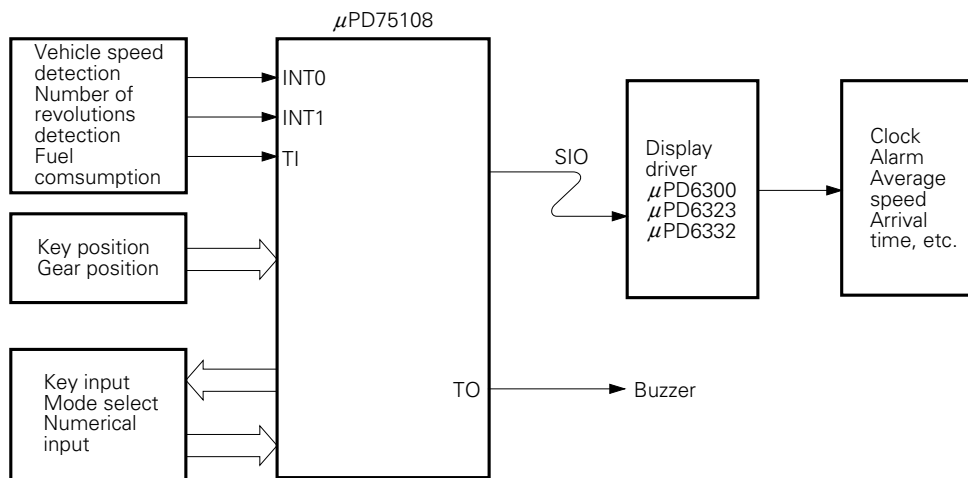 μPD75108
Vehicle speed
detection
Number of
revolutions
detection
Fuel
comsumption
INT0
INT1
TI
Key position
Gear position
Key input
Mode select
Numerical
input
SIO
TO
Buzzer
Display
driver
μPD6300
μPD6323
μPD6332
Clock
Alarm
Average
speed
Arrival
time, etc.